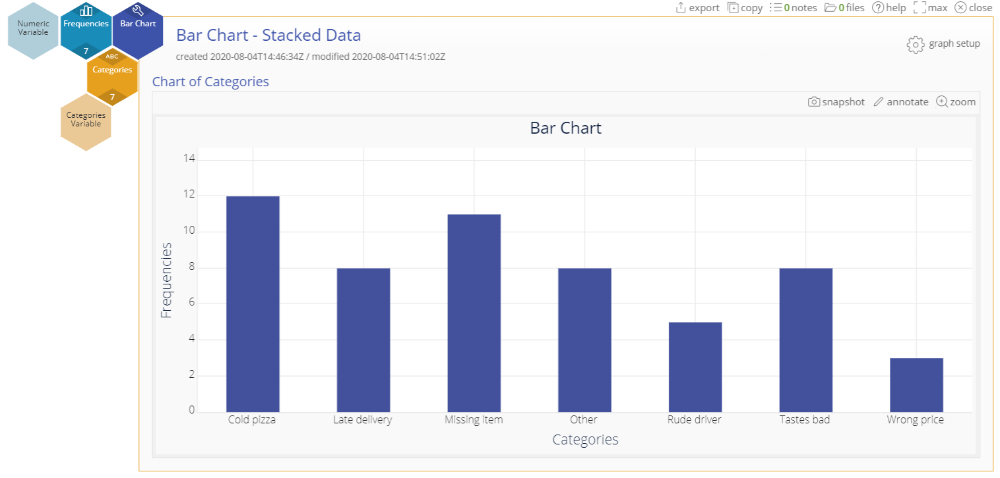 export copy 0 notes 0 files help max close
Numeric
Variable
Frequencies
7
Bar Chart
ABC
Categories
7
Categories
Variable
Bar Chart - Stacked Data
created 2020-08-04T14:46:34Z / modified 2020-08-04T14:51:02Z
graph setup
Chart of Categories
snapshot annotate zoom
Bar Chart
Frequencies
14
12
10
8
6
4
2
0
Cold pizza Late delivery Missing item Other Rude driver Tastes bad Wrong price
Categories